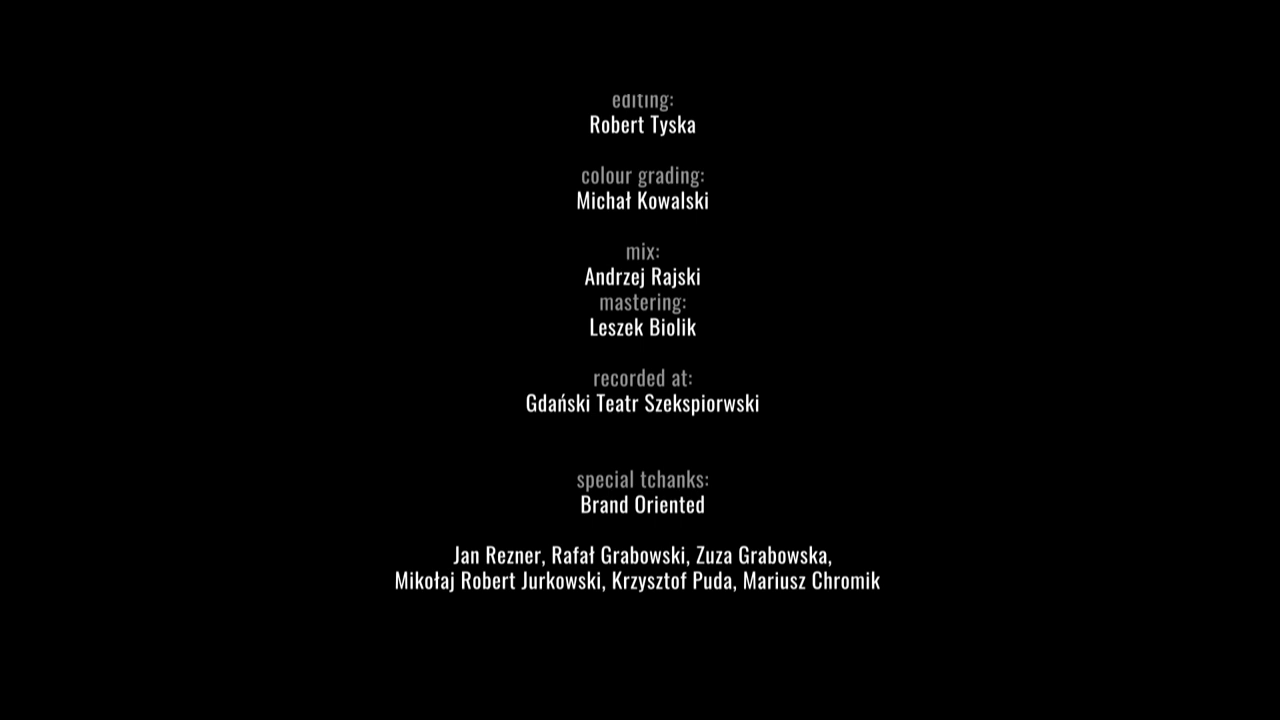 editing:
Robert Tyska
colour grading:
Michał Kowalski
mix:
Andrzej Rajski
mastering:
Leszek Biolik
recorded at:
Gdański Teatr Szekspiorwski
special tchanks:
Brand Oriented
Jan Rezner, Rafał Grabowski, Zuza Grabowska,
Mikołaj Robert Jurkowski, Krzysztof Puda, Mariusz Chromik